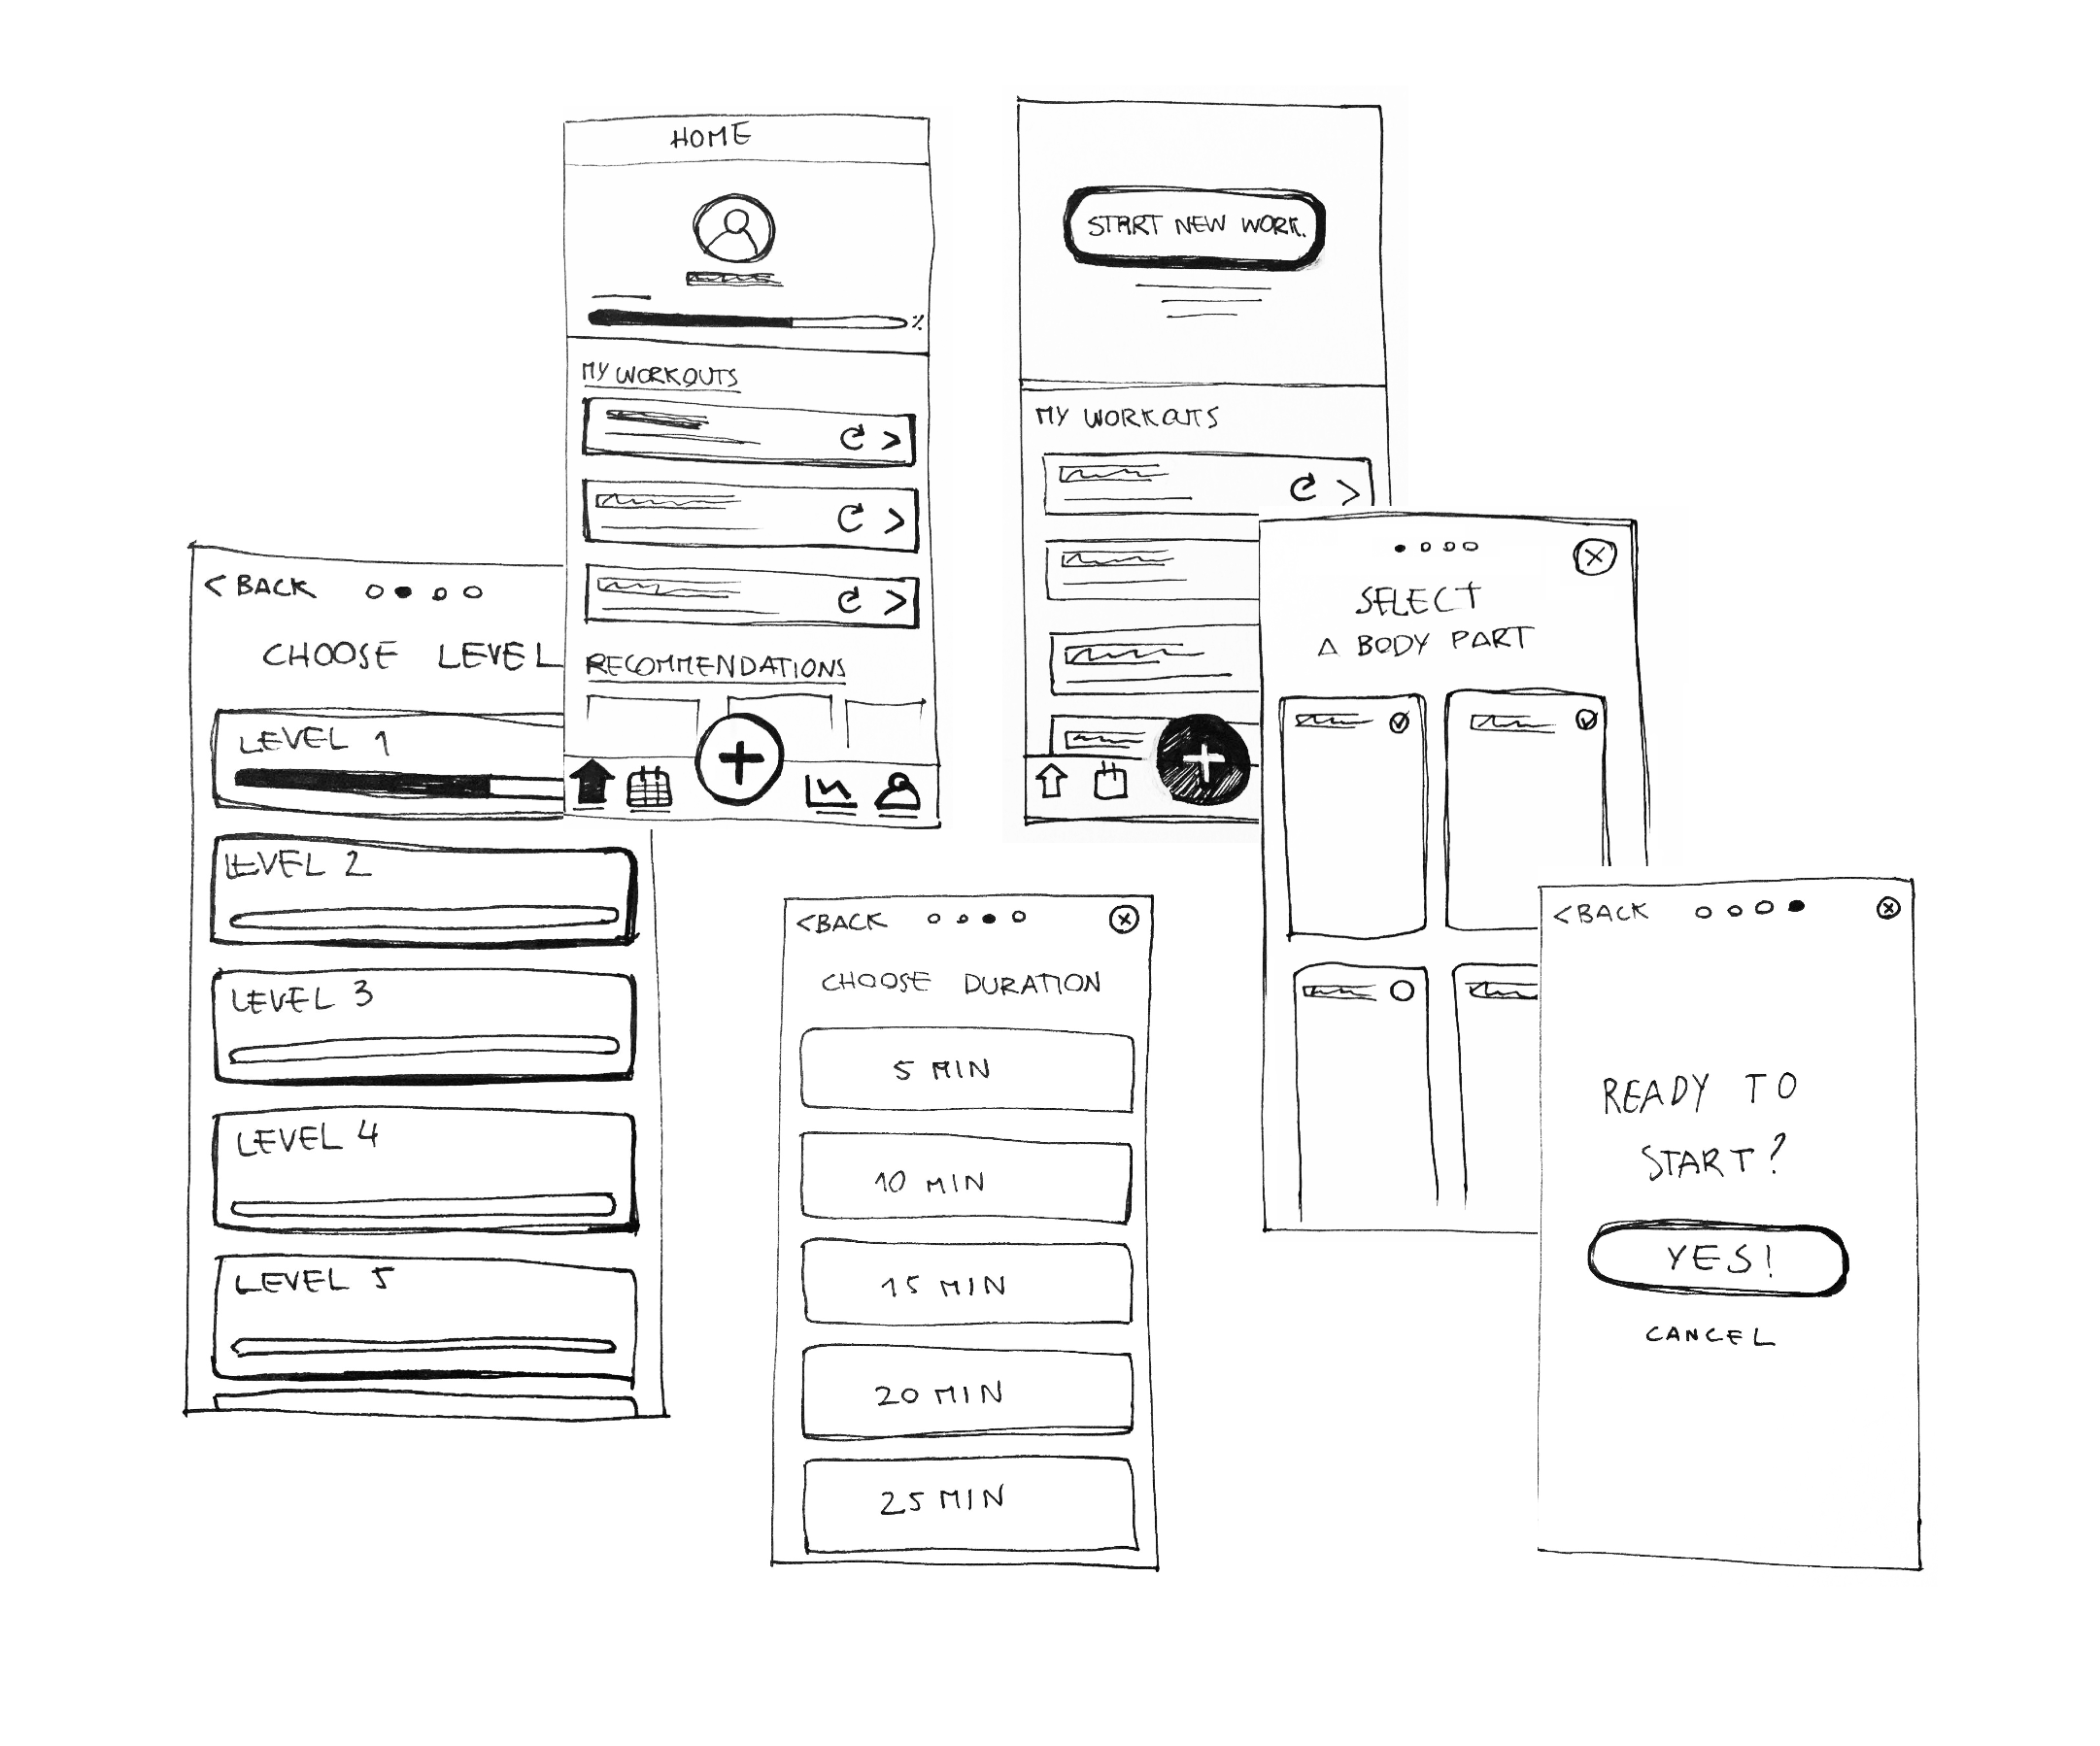 HOME
MY WORKOUTS
RECOMMENDATIONS
START NEW WORK.
MY WORKOUTS
< BACK
CHOOSE LEVEL
LEVEL 1
LEVEL 2
LEVEL 3
LEVEL 4
LEVEL 5
SELECT
A BODY PART
<BACK
CHOOSE DURATION
5 MIN
10 MIN
15 MIN
20 MIN
25 MIN
<BACK
READY TO
START?
YES!
CANCEL